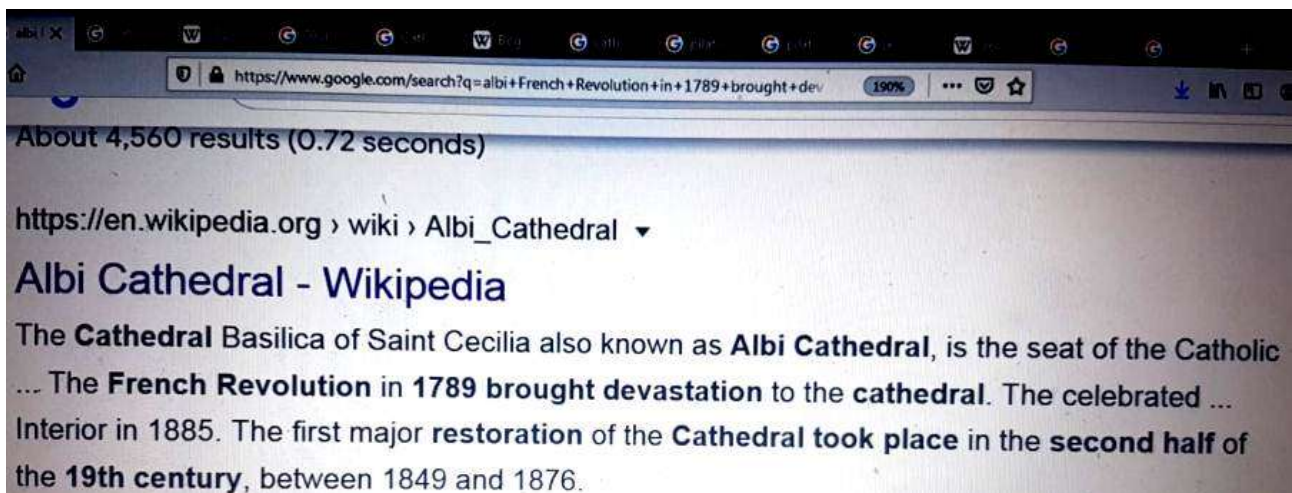 albi
https://www.google.com/search?q=albi+French+Revolution+in+1789+brought+dev 190%
About 4,560 results (0.72 seconds)
https://en.wikipedia.org › wiki › Albi_Cathedral
Albi Cathedral - Wikipedia
The Cathedral Basilica of Saint Cecilia also known as Albi Cathedral, is the seat of the Catholic
... The French Revolution in 1789 brought devastation to the cathedral. The celebrated ...
Interior in 1885. The first major restoration of the Cathedral took place in the second half of
the 19th century, between 1849 and 1876.